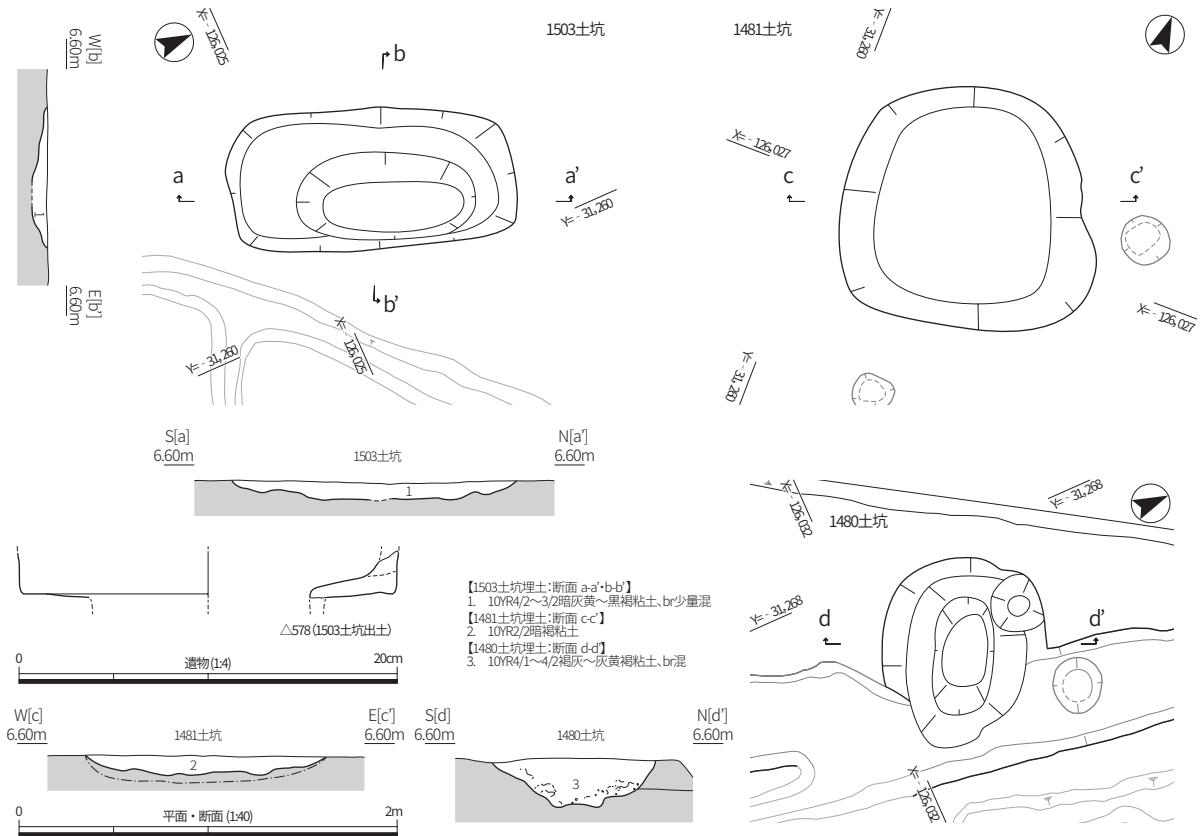 1503土坑
1481土坑
X=-126,025
W[b]
6.60m
b
Y=-31,260
X=-126,027
a
a’
c
c’
Y=-31,260
1
E[b’]
6.60m
b’
X=-126,025
Y=-31,260
X=-126,027
Y=-31,260
S[a]
6.60m
1503土坑
N[a’]
6.60m
1
X=-126,032
1480土坑
Y=-31,268
Y=-31,268
d
d’
X=-126,032
△578(1503土坑出土)
【1503土坑埋土:断面 a-a’・b-b’】
1. 10YR4/2～3/2暗灰黄～黒褐粘土、br少量混
【1481土坑埋土:断面 c-c’】
2. 10YR2/2暗褐粘土
【1480土坑埋土:断面 d-d’】
3. 10YR4/1～4/2褐灰～灰黄褐粘土、br混
0 遺物(1:4) 20cm
W[c]
6.60m
1481土坑
E[c’]
6.60m
2
S[d]
6.60m
1480土坑
N[d’]
6.60m
3
0 平面・断面(1:40) 2m